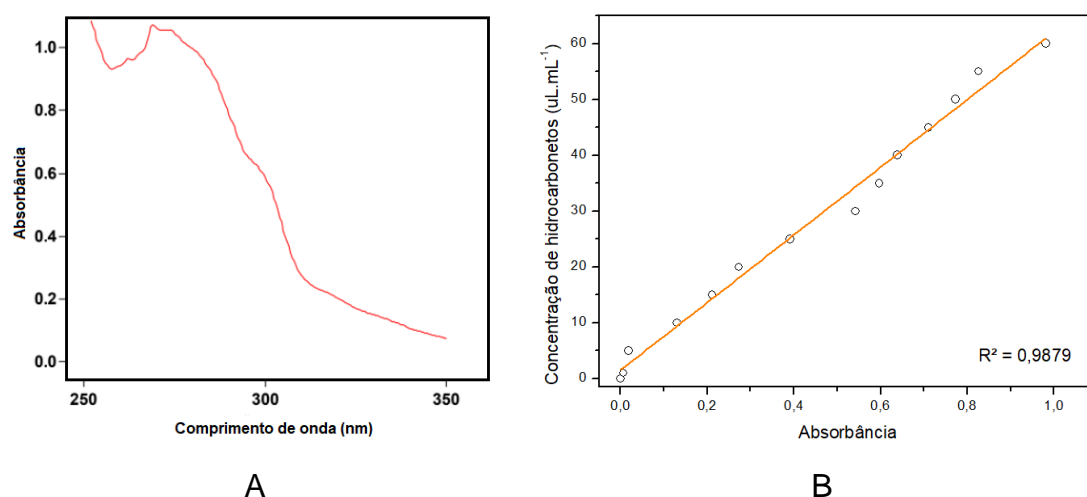 1.0
0.8
0.6
0.4
0.2
0.0
Absorbância
250 300 350
Comprimento de onda (nm)
A
60
50
40
30
20
10
0
Concentração de hidrocarbonetos (uL.mL⁻¹)
R² = 0,9879
0,0 0,2 0,4 0,6 0,8 1,0
Absorbância
B